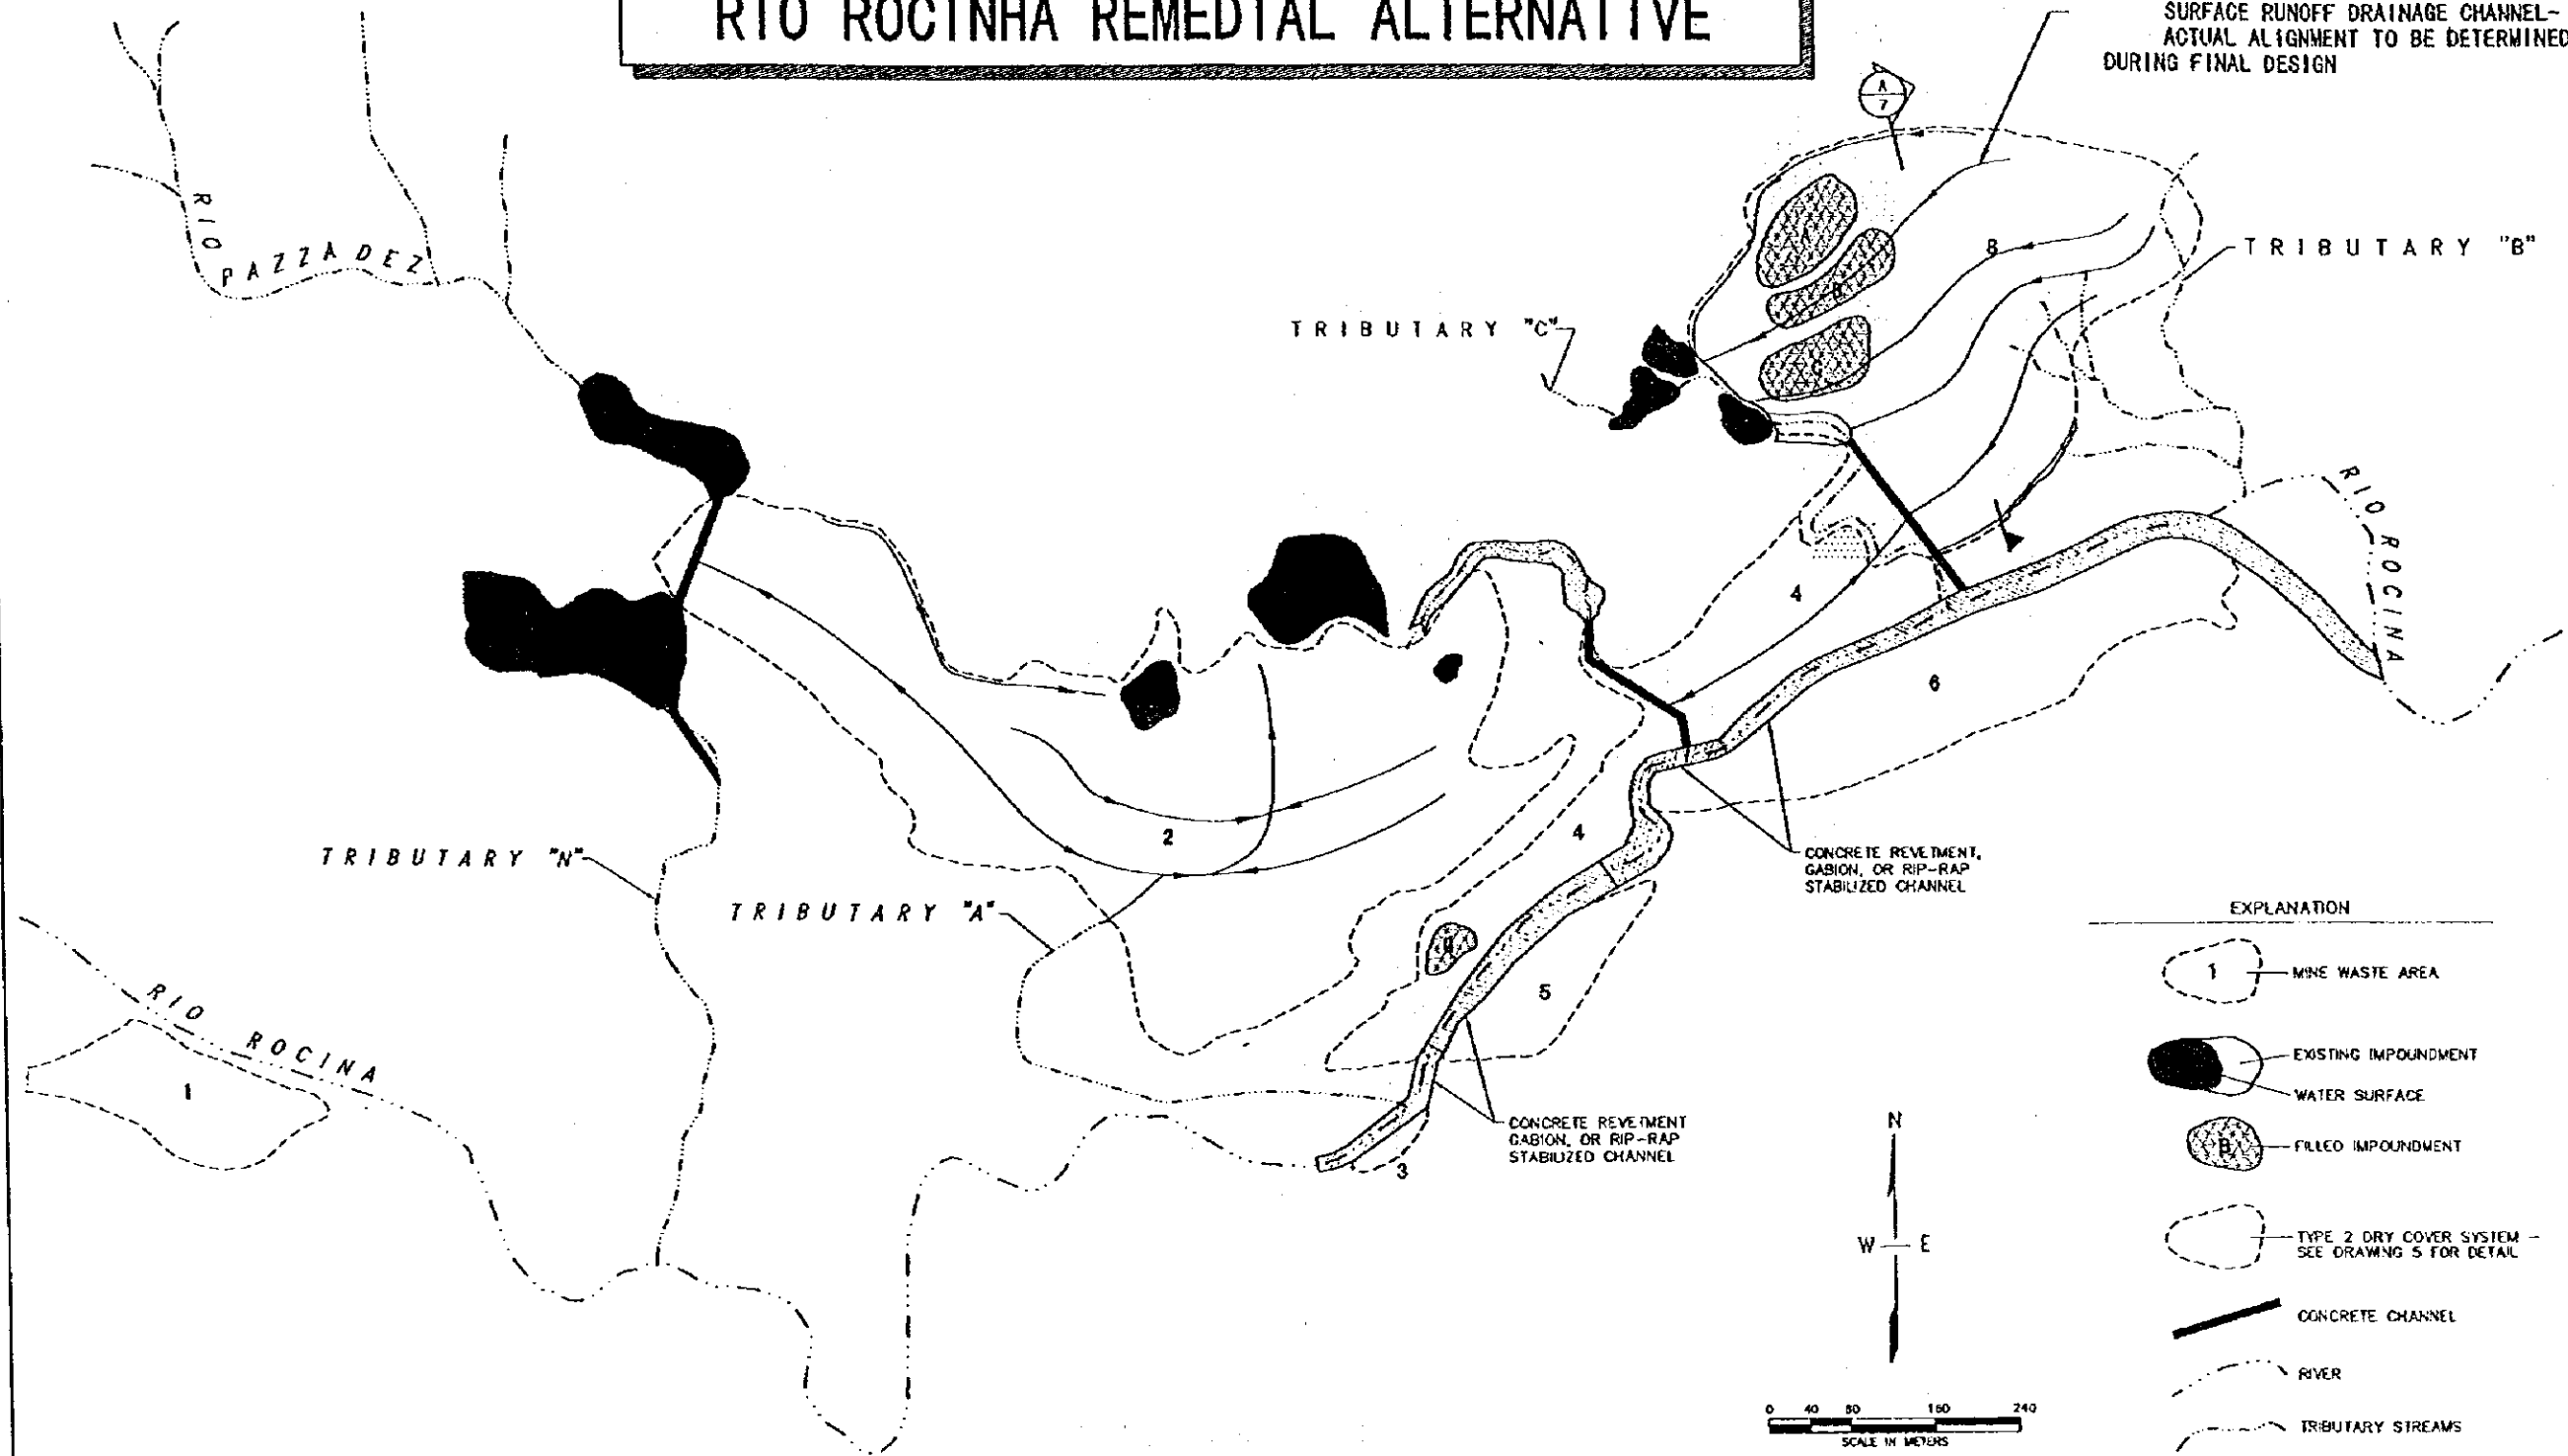 RIO ROCINHA REMEDIAL ALTERNATIVE
SURFACE RUNOFF DRAINAGE CHANNEL-
ACTUAL ALIGNMENT TO BE DETERMINED
DURING FINAL DESIGN
A
7
RIO
PAZZA DEZ
A
B
8
TRIBUTARY "B"
TRIBUTARY "C"
C
RIO ROCINA
4
6
2
4
CONCRETE REVETMENT,
GABION, OR RIP-RAP
STABILIZED CHANNEL
TRIBUTARY "N"
TRIBUTARY "A"
5
RIO ROCINA
1
CONCRETE REVETMENT
GABION, OR RIP-RAP
STABILIZED CHANNEL
3
EXPLANATION
1
MINE WASTE AREA
EXISTING IMPOUNDMENT
WATER SURFACE
B
FILLED IMPOUNDMENT
TYPE 2 DRY COVER SYSTEM -
SEE DRAWING 5 FOR DETAIL
CONCRETE CHANNEL
RIVER
TRIBUTARY STREAMS
N
W E
0 40 80 160 240
SCALE IN METERS